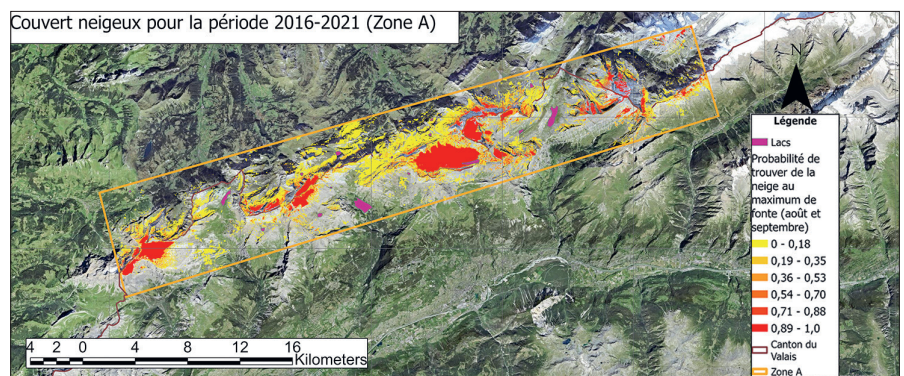 Couvert neigeux pour la période 2016-2021 (Zone A)
N
Légende
Lacs
Probabilité de
trouver de la
neige au
maximum de
fonte (août et
septembre)
0 - 0,18
0,19 - 0,35
0,36 - 0,53
0,54 - 0,70
0,71 - 0,88
0,89 - 1,0
Canton du
Valais
Zone A
4 2 0 4 8 12 16
Kilometers